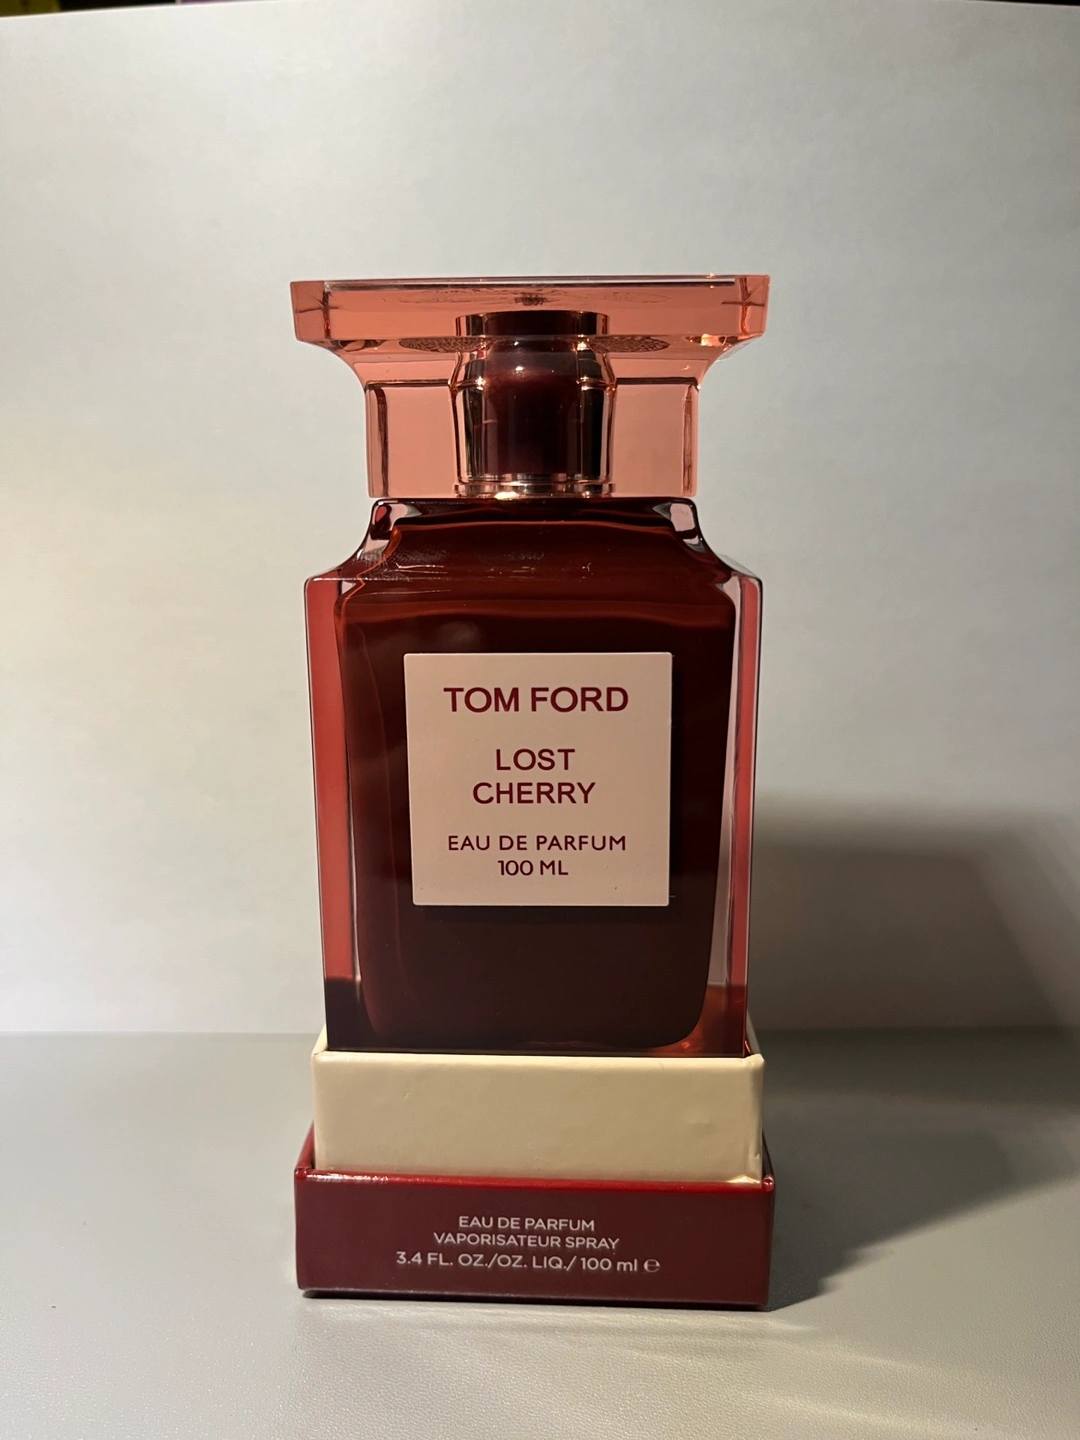 TOM FORD
LOST
CHERRY
EAU DE PARFUM
100 ML
EAU DE PARFUM
VAPORISATEUR SPRAY
3.4 FL. OZ./OZ. LIQ./ 100 ml ℮